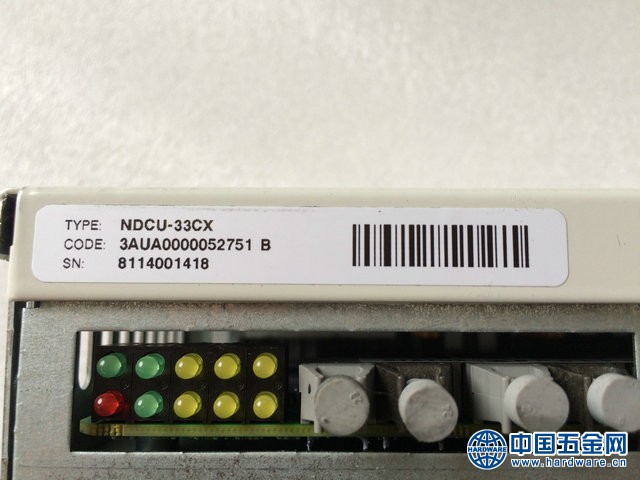 TYPE: NDCU-33CX
CODE: 3AUA0000052751 B
SN: 8114001418
HARDWARE
中国五金网
www.hardware.cn